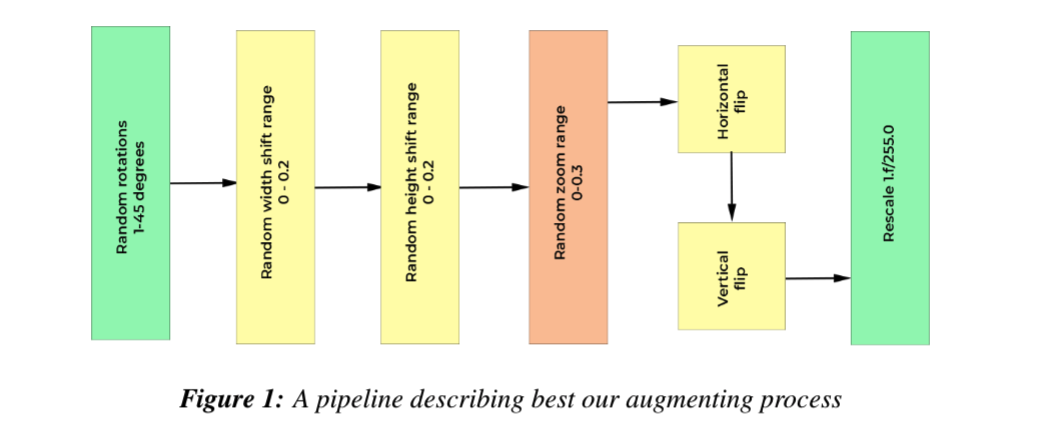 Random rotations
1-45 degrees
Random width shift range
0 - 0.2
Random height shift range
0 - 0.2
Random zoom range
0-0.3
Horizontal
flip
Vertical
flip
Rescale 1.f/255.0
Figure 1: A pipeline describing best our augmenting process